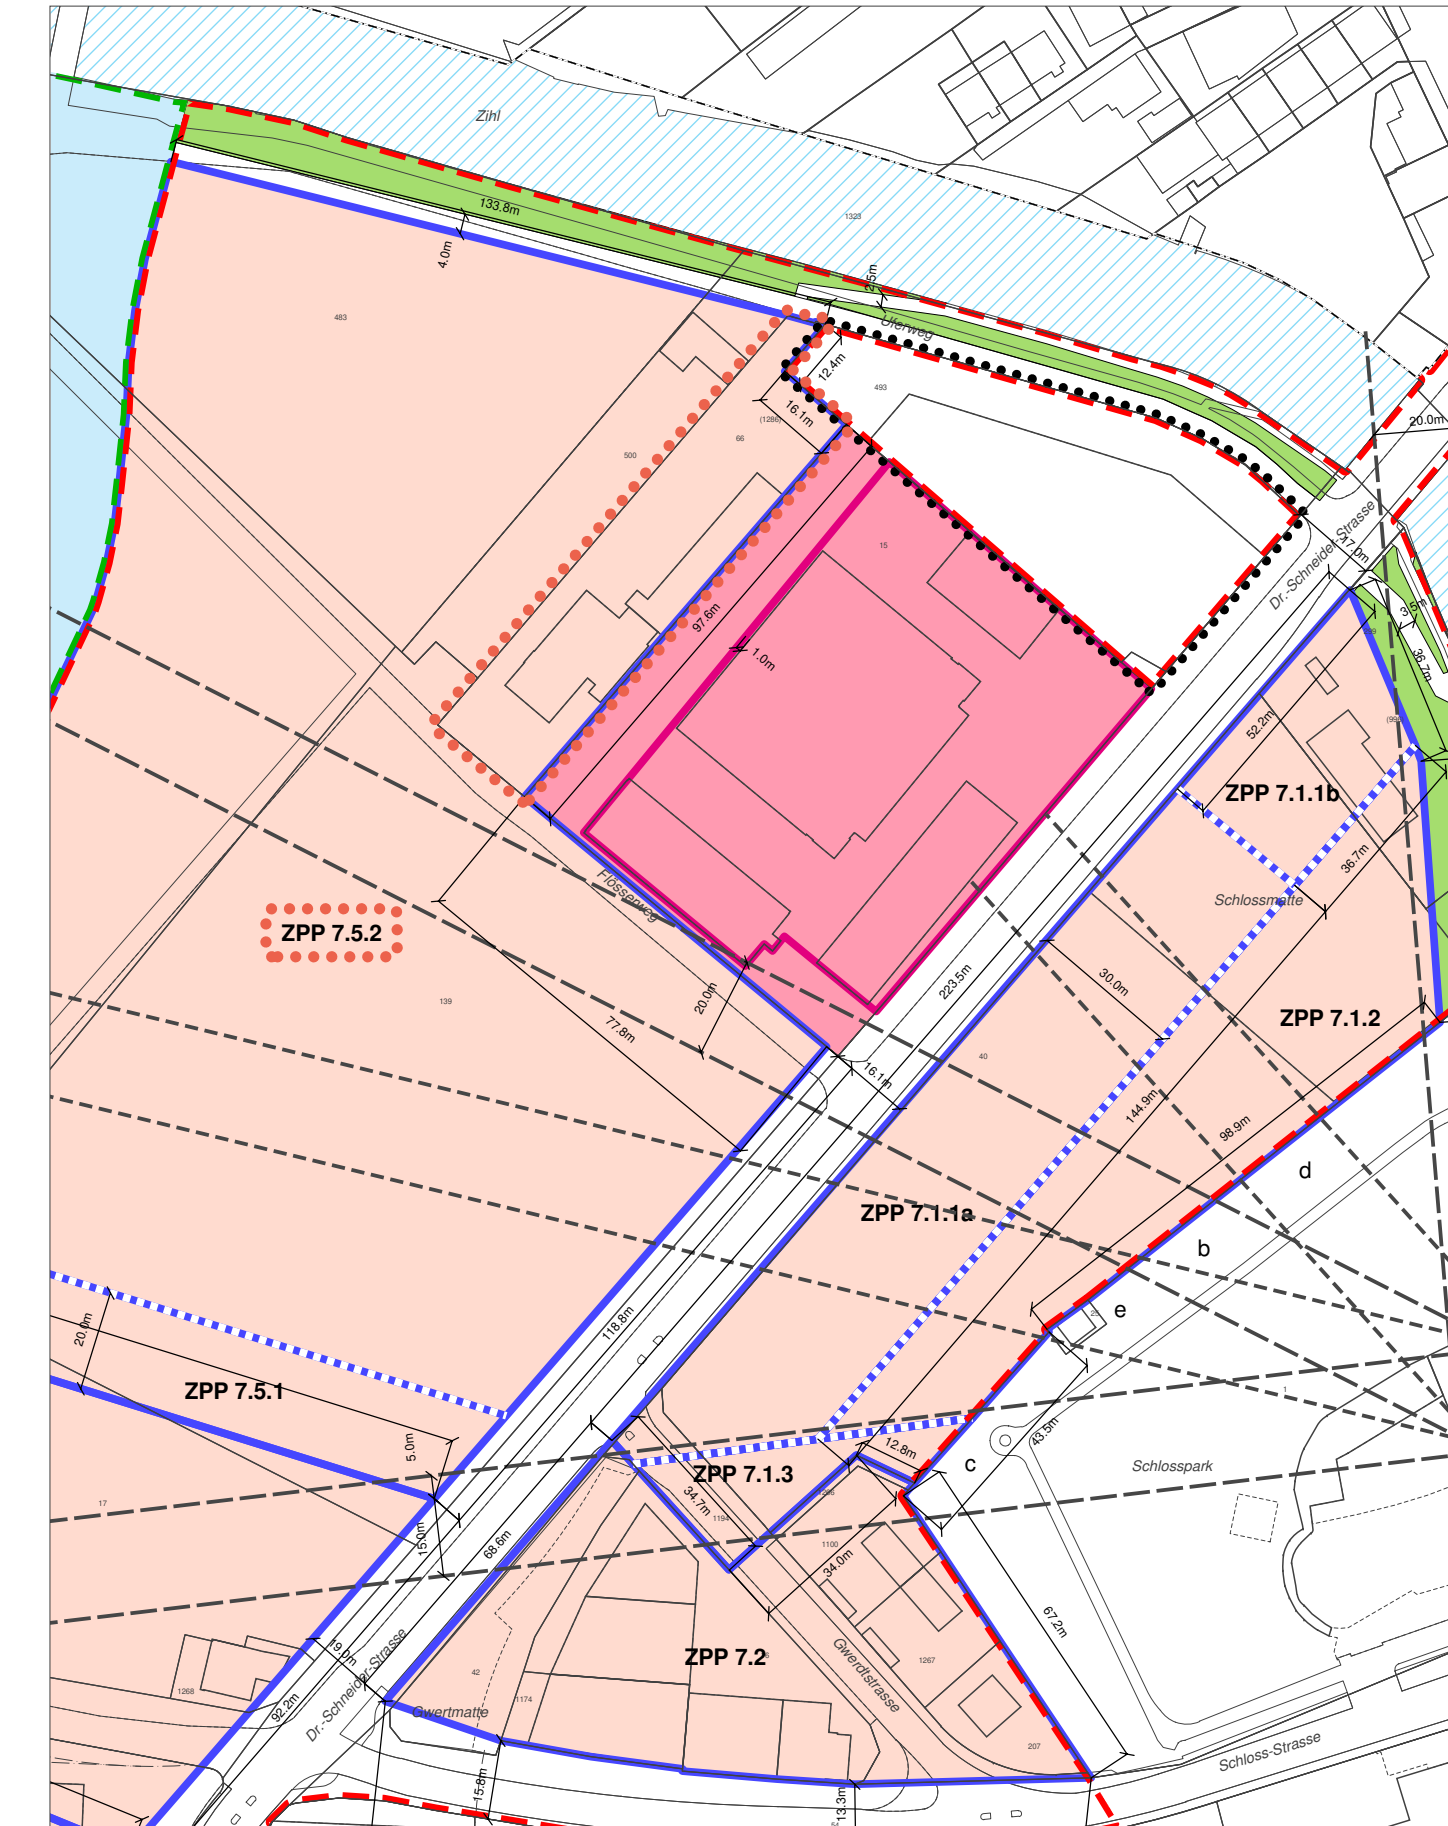 Zihl
1323
133.8m
4.0m
2.5m
Uferweg
483
12.4m
493
16.1m
(1286)
66
500
20.0m
Dr.-Schneider-Strasse
17.0m
15
3.5m
36.7m
97.6m
1.0m
52.2m
ZPP 7.1.1b
36.7m
Schlossmatte
Flösserweg
ZPP 7.5.2
139
223.5m
30.0m
20.0m
77.8m
ZPP 7.1.2
40
16.1m
144.9m
98.9m
d
ZPP 7.1.1a
b
e
20.0m
118.8m
ZPP 7.5.1
1
5.0m
12.8m
43.5m
c
Schlosspark
ZPP 7.1.3
34.7m
17
1194
15.0m
68.6m
1100
34.0m
67.2m
19.0m
Dr.-Schneider-Strasse
ZPP 7.2
Gwerdtstrasse
1267
42
1268
1174
92.2m
Gwertmatte
207
Schloss-Strasse
15.8m
13.3m